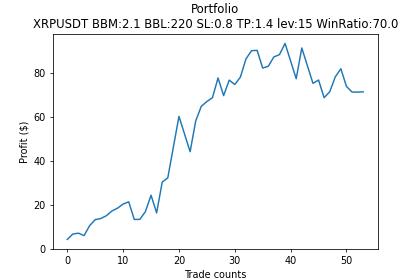 Portfolio
XRPUSDT BBM:2.1 BBL:220 SL:0.8 TP:1.4 lev:15 WinRatio:70.0
80
60
40
20
0
Profit ($)
0 10 20 30 40 50
Trade counts